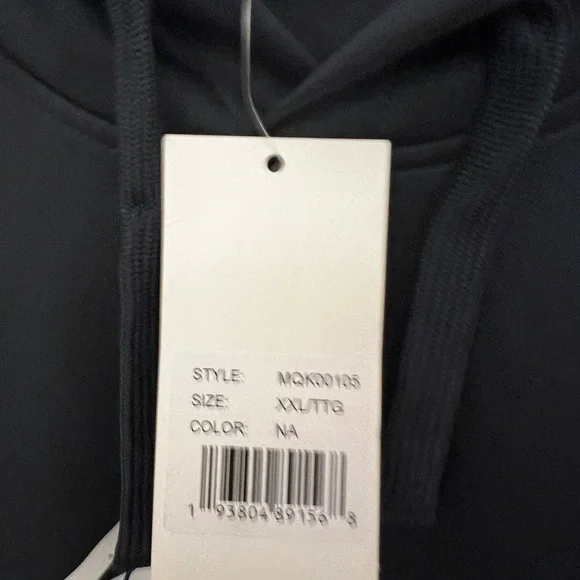 STYLE: MQK00105
SIZE: XXL/TTG
COLOR: NA
1 93804 89156 8